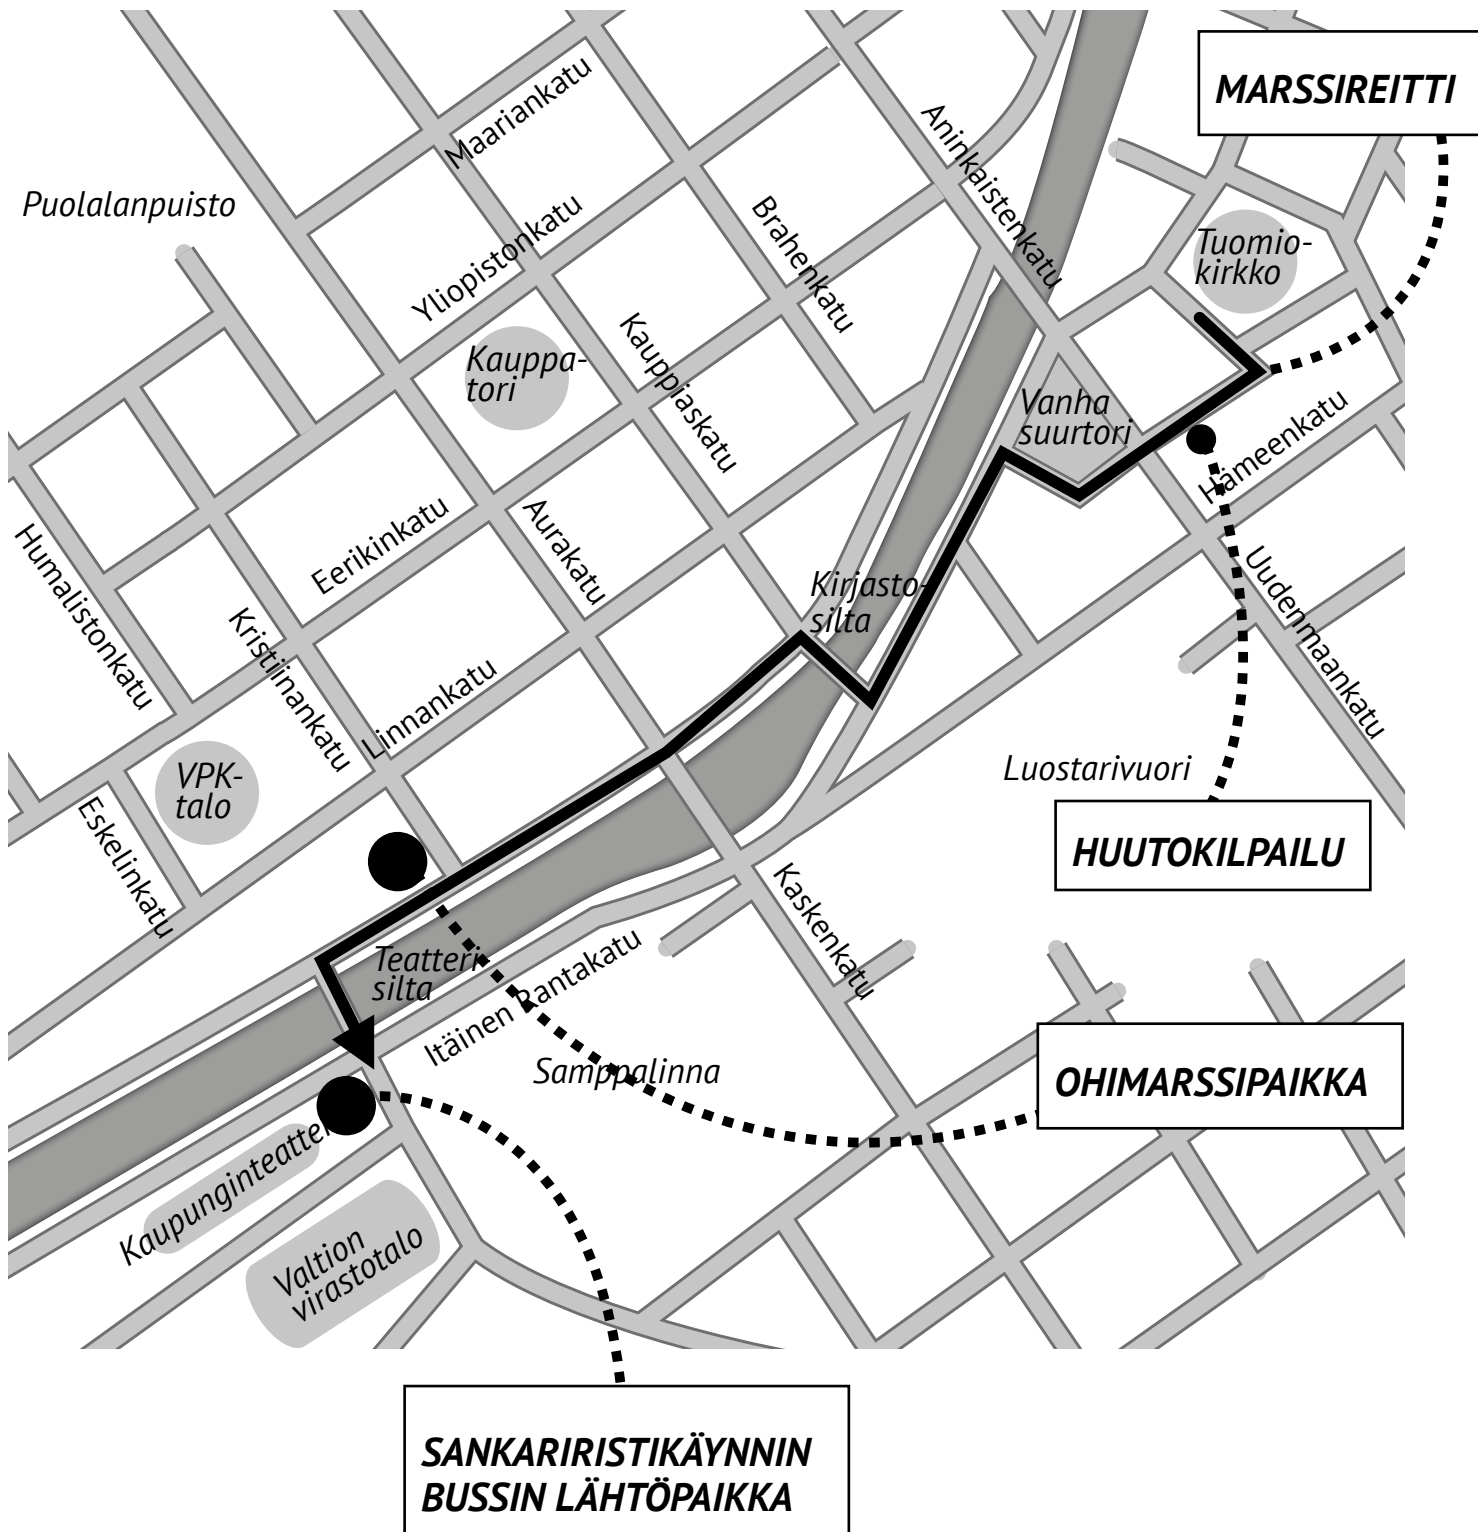 MARSSIREITTI
Maariankatu
Aninkaistenkatu
Puolalanpuisto
Yliopistonkatu
Brahenkatu
Tuomio-
kirkko
Kauppa-
tori
Kauppiaskatu
Vanha
suurtori
Hämeenkatu
Humalistonkatu
Eerikinkatu
Aurakatu
Kirjasto-
silta
Uudenmaankatu
Kristiinankatu
Linnankatu
VPK-
talo
Luostarivuori
Eskelinkatu
HUUTOKILPAILU
Kaskenkatu
Teatteri
silta
Itäinen Rantakatu
Samppalinna
OHIMARSSIPAIKKA
Kaupunginteatteri
Valtion
virastotalo
SANKARIRISTIKÄYNNIN
BUSSIN LÄHTÖPAIKKA